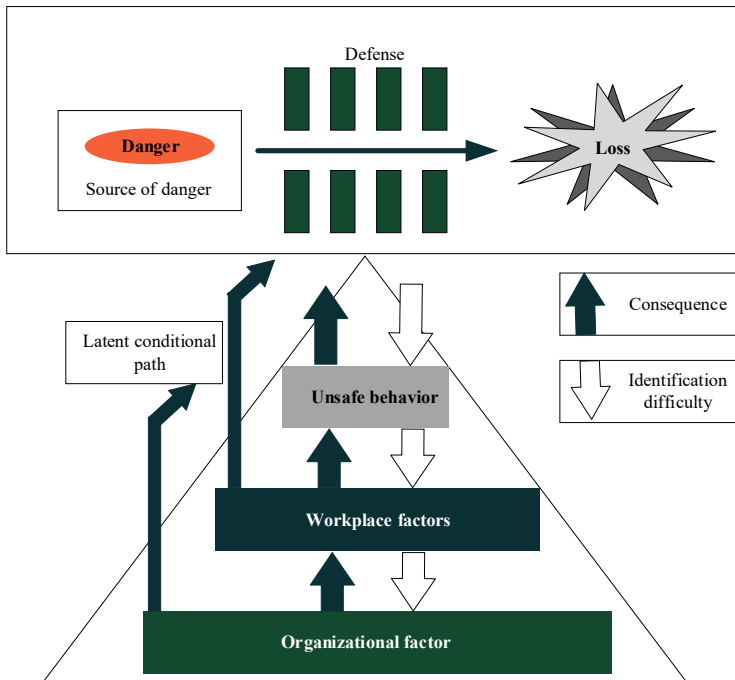 Defense
Danger
Source of danger
Loss
Latent conditional
path
Consequence
Identification
difficulty
Unsafe behavior
Workplace factors
Organizational factor